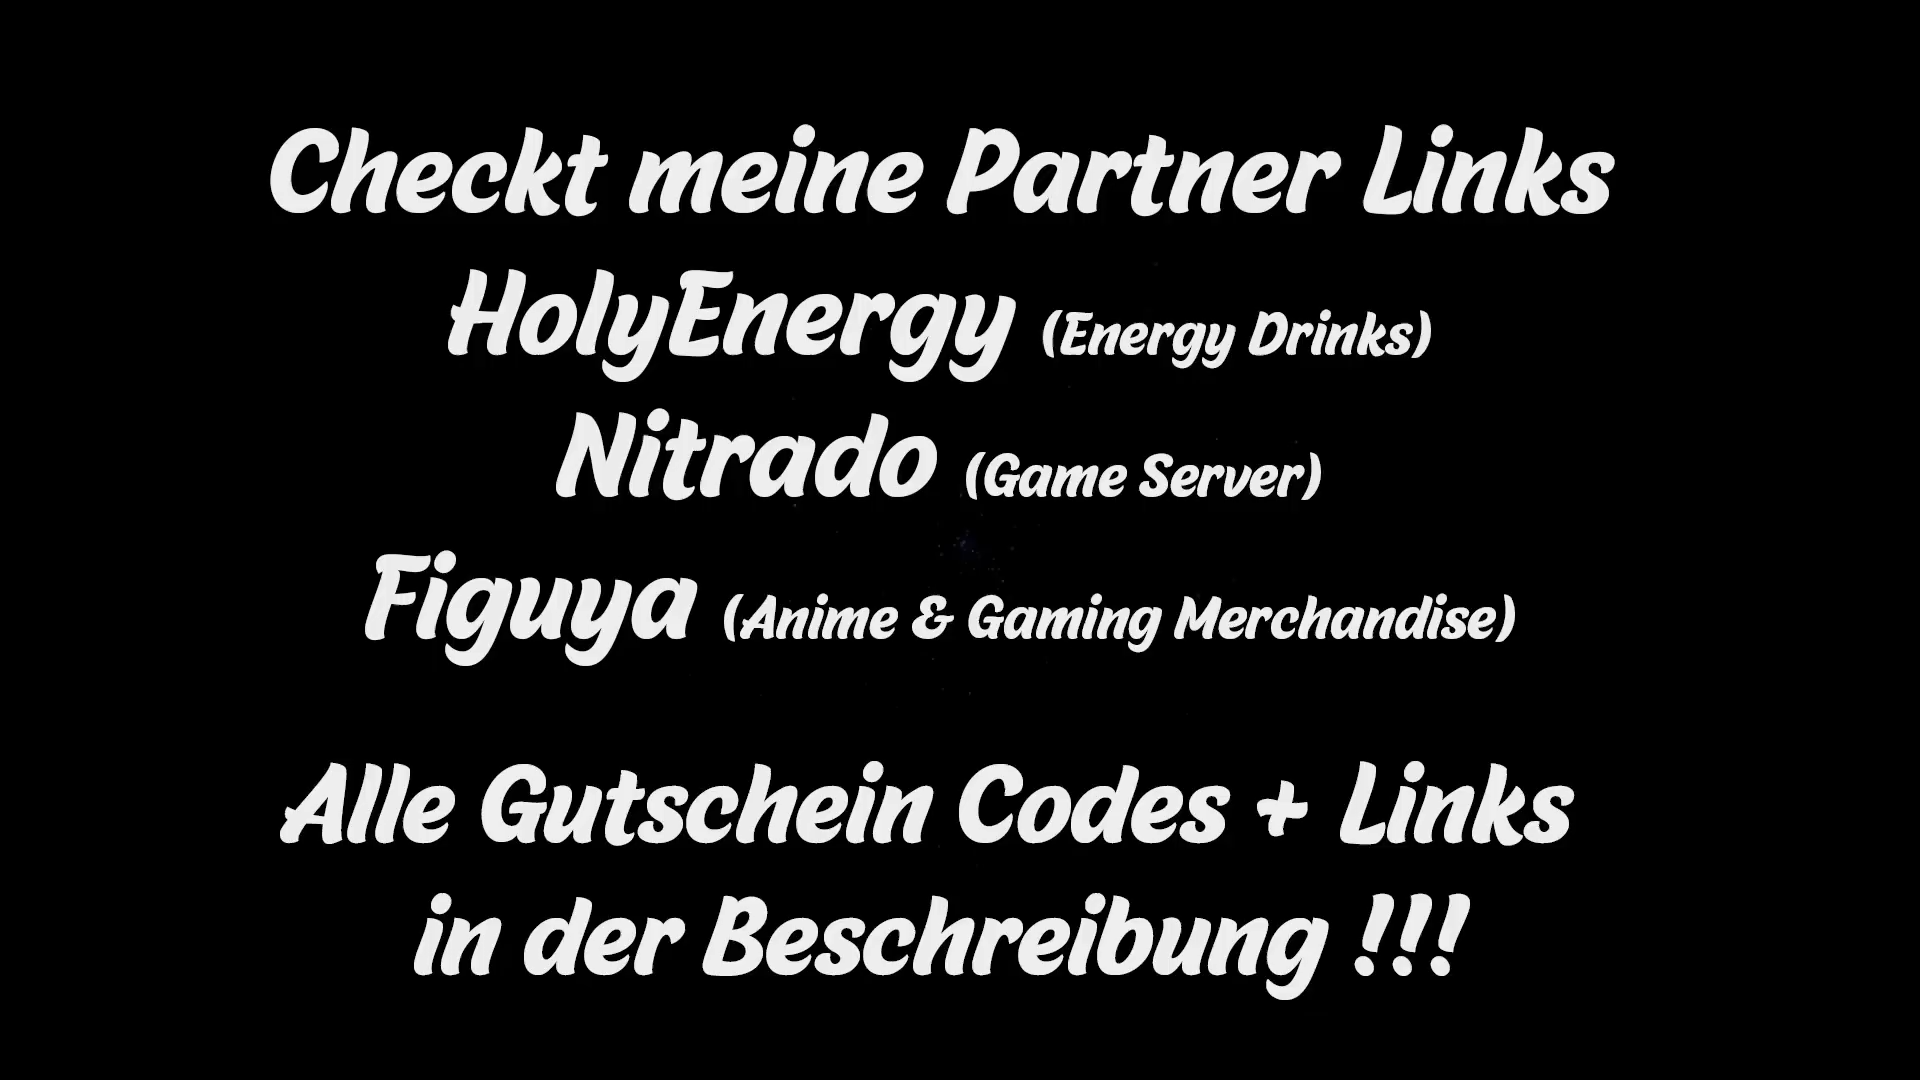 Checkt meine Partner Links
HolyEnergy (Energy Drinks)
Nitrado (Game Server)
Figuya (Anime & Gaming Merchandise)
Alle Gutschein Codes + Links
in der Beschreibung !!!